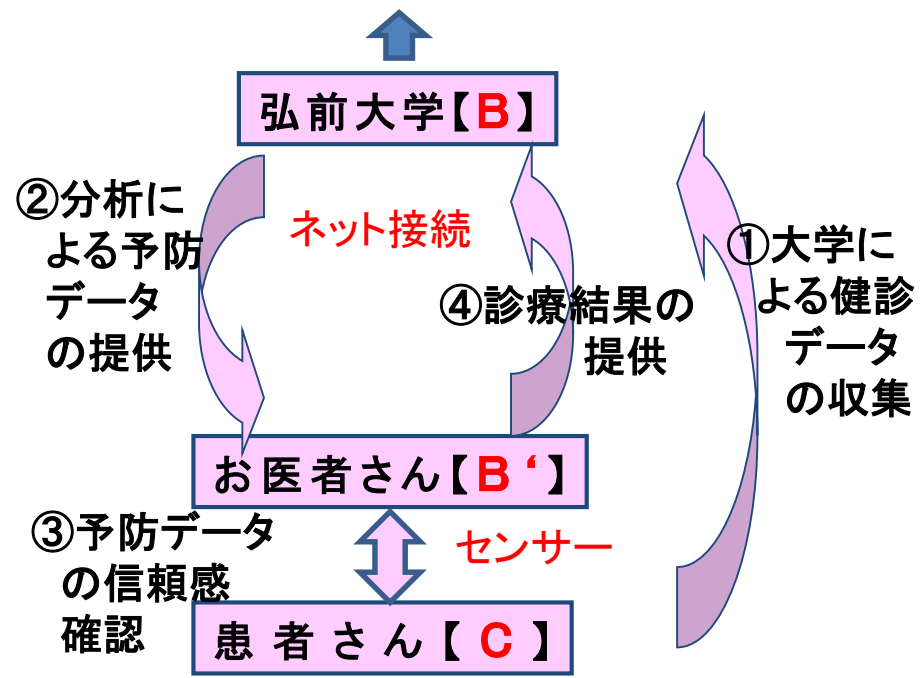 弘前大学【B】
②分析に
よる予防
データ
の提供
ネット接続
①大学に
よる健診
データ
の収集
④診療結果の
提供
お医者さん【B‘】
③予防データ
の信頼感
確認
センサー
患者さん【C】